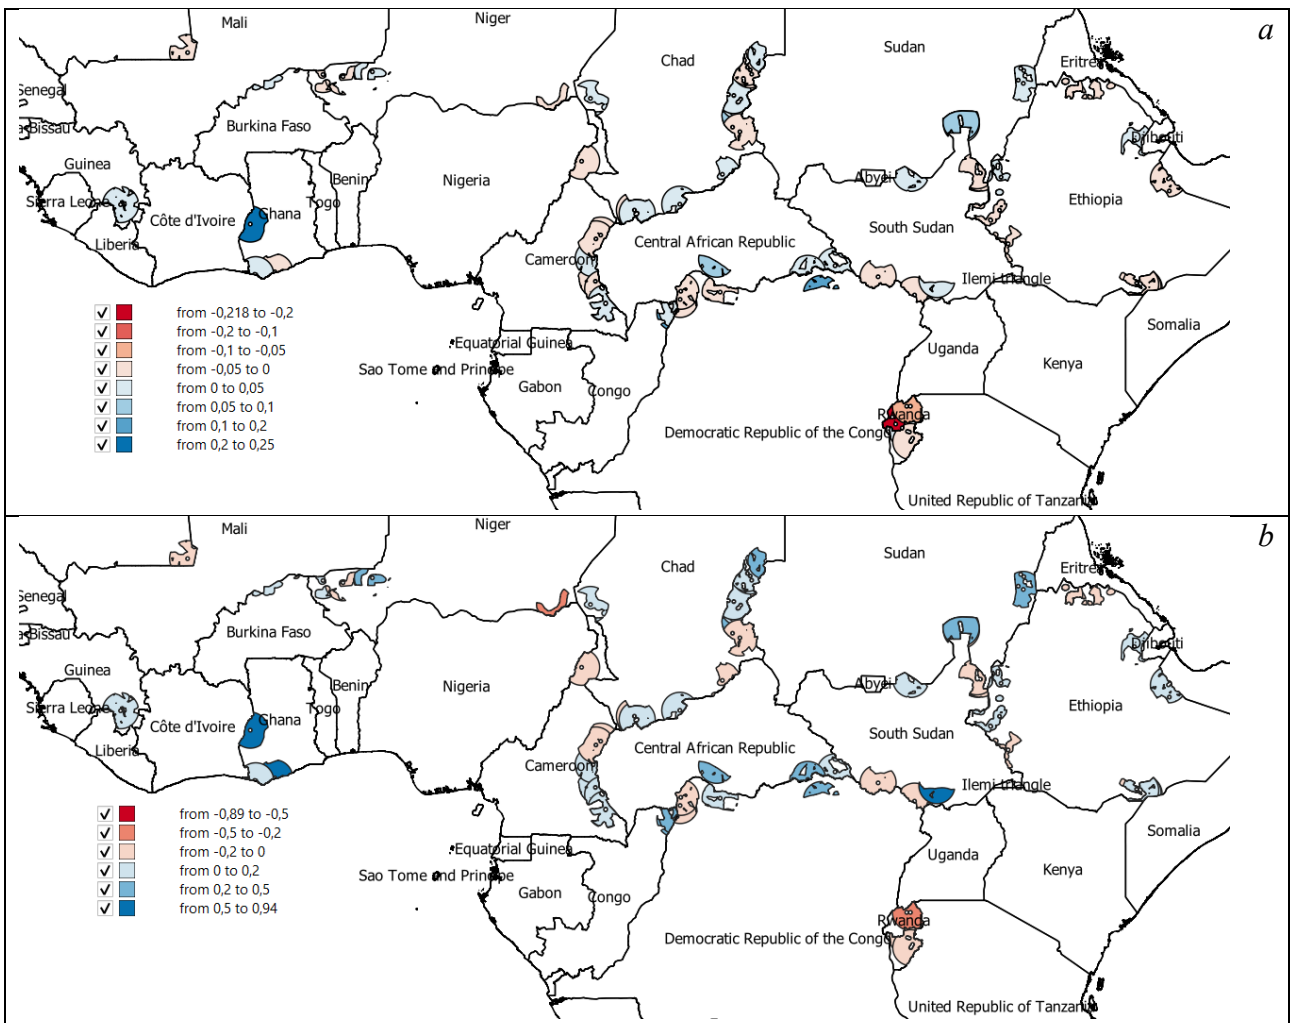 a
Mali
Niger
Chad
Sudan
Eritre
Senegal
Bissau
Burkina Faso
Djibouti
Guinea
Benin
Nigeria
Abyei
Ethiopia
Sierra Leone
Côte d'Ivoire
Ghana
Togo
South Sudan
Liberia
Central African Republic
Cameroon
Ilemi triangle
from -0,218 to -0,2
from -0,2 to -0,1
from -0,1 to -0,05
from -0,05 to 0
from 0 to 0,05
from 0,05 to 0,1
from 0,1 to 0,2
from 0,2 to 0,25
Somalia
Equatorial Guinea
Uganda
Kenya
Sao Tome and Principe
Gabon
Congo
Rwanda
Democratic Republic of the Congo
United Republic of Tanzania
b
Mali
Niger
Chad
Sudan
Eritre
Senegal
Bissau
Burkina Faso
Djibouti
Guinea
Benin
Nigeria
Abyei
Ethiopia
Sierra Leone
Côte d'Ivoire
Ghana
Togo
South Sudan
Liberia
Central African Republic
Cameroon
Ilemi triangle
from -0,89 to -0,5
from -0,5 to -0,2
from -0,2 to 0
from 0 to 0,2
from 0,2 to 0,5
from 0,5 to 0,94
Somalia
Equatorial Guinea
Uganda
Kenya
Sao Tome and Principe
Gabon
Congo
Rwanda
Democratic Republic of the Congo
United Republic of Tanzania